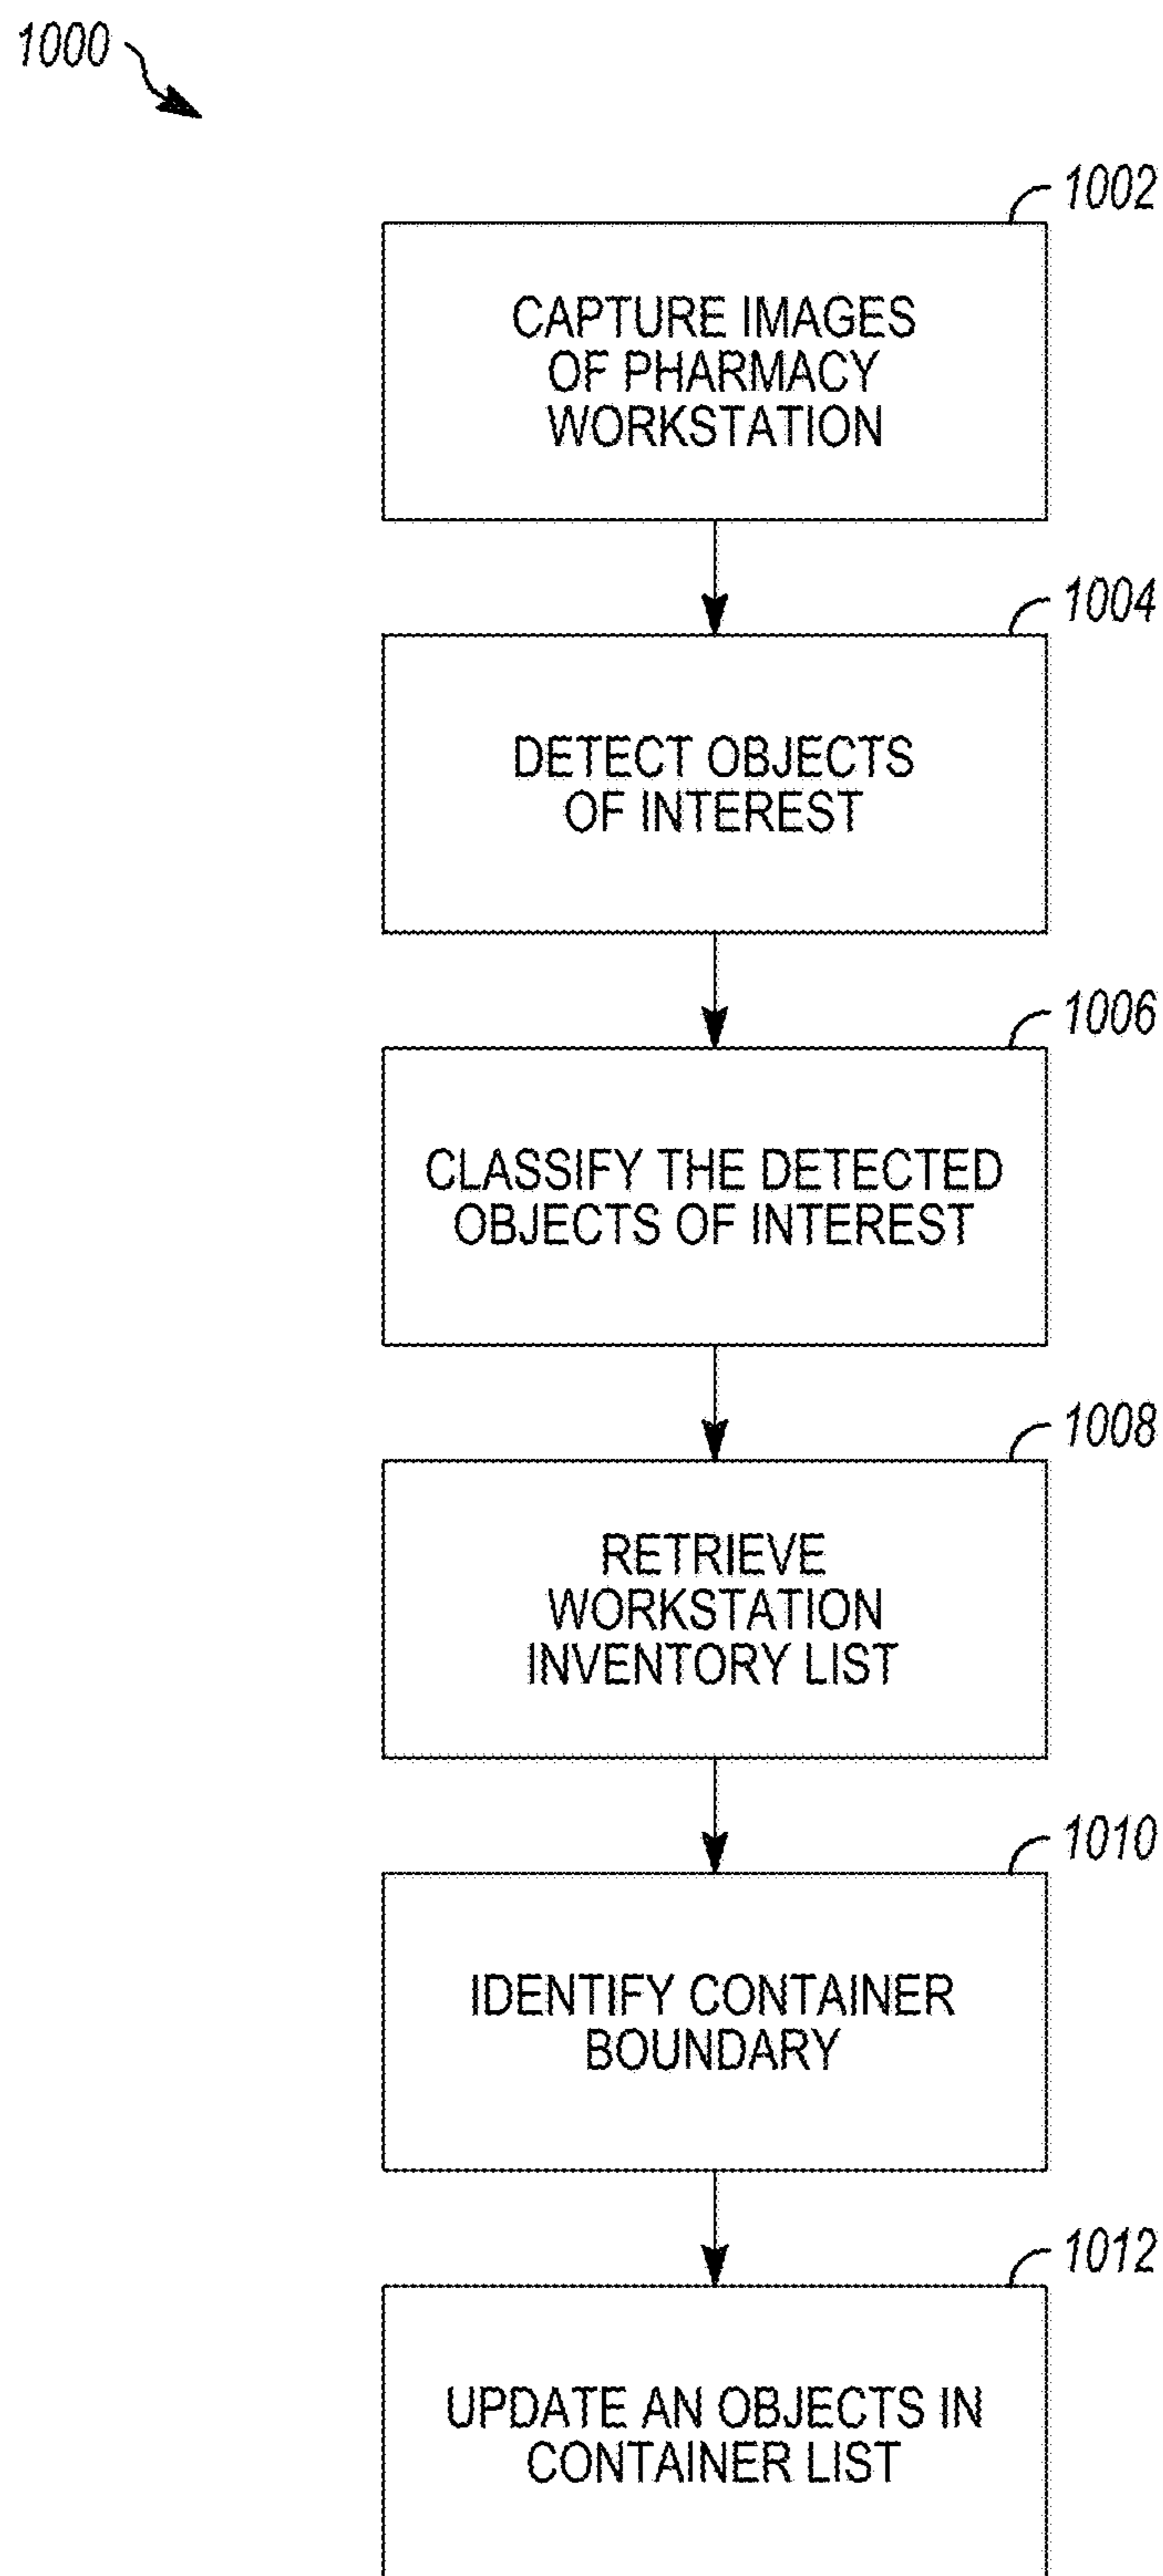 1000
1002
CAPTURE IMAGES
OF PHARMACY
WORKSTATION
1004
DETECT OBJECTS
OF INTEREST
1006
CLASSIFY THE DETECTED
OBJECTS OF INTEREST
1008
RETRIEVE
WORKSTATION
INVENTORY LIST
1010
IDENTIFY CONTAINER
BOUNDARY
1012
UPDATE AN OBJECTS IN
CONTAINER LIST